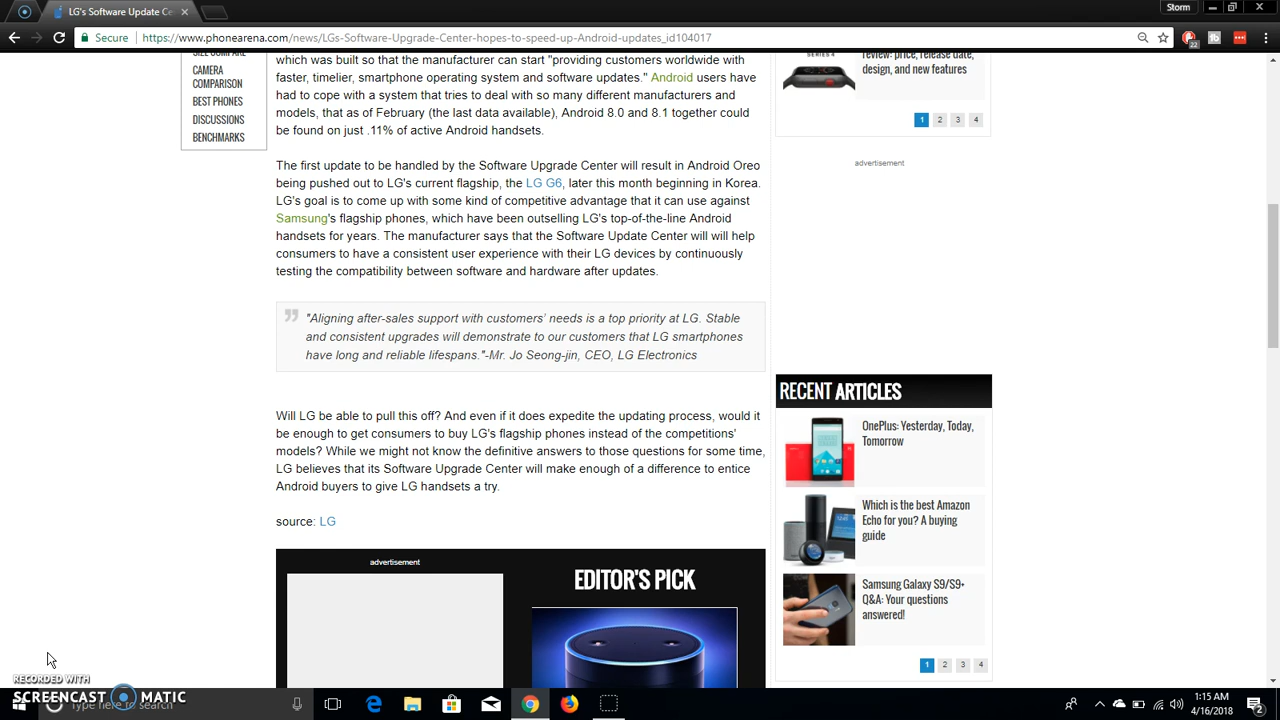 LG's Software Update Ce
Storm
Secure
https://www.phonearena.com/news/LGs-Software-Upgrade-Center-hopes-to-speed-up-Android-updates_id104017
22
SIZE COMPARE
CAMERA
COMPARISON
BEST PHONES
DISCUSSIONS
BENCHMARKS
which was built so that the manufacturer can start "providing customers worldwide with
faster, timelier, smartphone operating system and software updates." Android users have
had to cope with a system that tries to deal with so many different manufacturers and
models, that as of February (the last data available), Android 8.0 and 8.1 together could
be found on just .11% of active Android handsets.
The first update to be handled by the Software Upgrade Center will result in Android Oreo
being pushed out to LG's current flagship, the LG G6, later this month beginning in Korea.
LG's goal is to come up with some kind of competitive advantage that it can use against
Samsung's flagship phones, which have been outselling LG's top-of-the-line Android
handsets for years. The manufacturer says that the Software Update Center will will help
consumers to have a consistent user experience with their LG devices by continuously
testing the compatibility between software and hardware after updates.
"Aligning after-sales support with customers' needs is a top priority at LG. Stable
and consistent upgrades will demonstrate to our customers that LG smartphones
have long and reliable lifespans."-Mr. Jo Seong-jin, CEO, LG Electronics
Will LG be able to pull this off? And even if it does expedite the updating process, would it
be enough to get consumers to buy LG's flagship phones instead of the competitions'
models? While we might not know the definitive answers to those questions for some time,
LG believes that its Software Upgrade Center will make enough of a difference to entice
Android buyers to give LG handsets a try.
source: LG
advertisement
EDITOR'S PICK
SERIES 4
review: price, release date,
design, and new features
1 2 3 4
advertisement
RECENT ARTICLES
OnePlus: Yesterday, Today,
Tomorrow
Which is the best Amazon
Echo for you? A buying
guide
Samsung Galaxy S9/S9+
Q&A: Your questions
answered!
1 2 3 4
RECORDED WITH
SCREENCAST MATIC
Type here to search
1:15 AM
4/16/2018
2